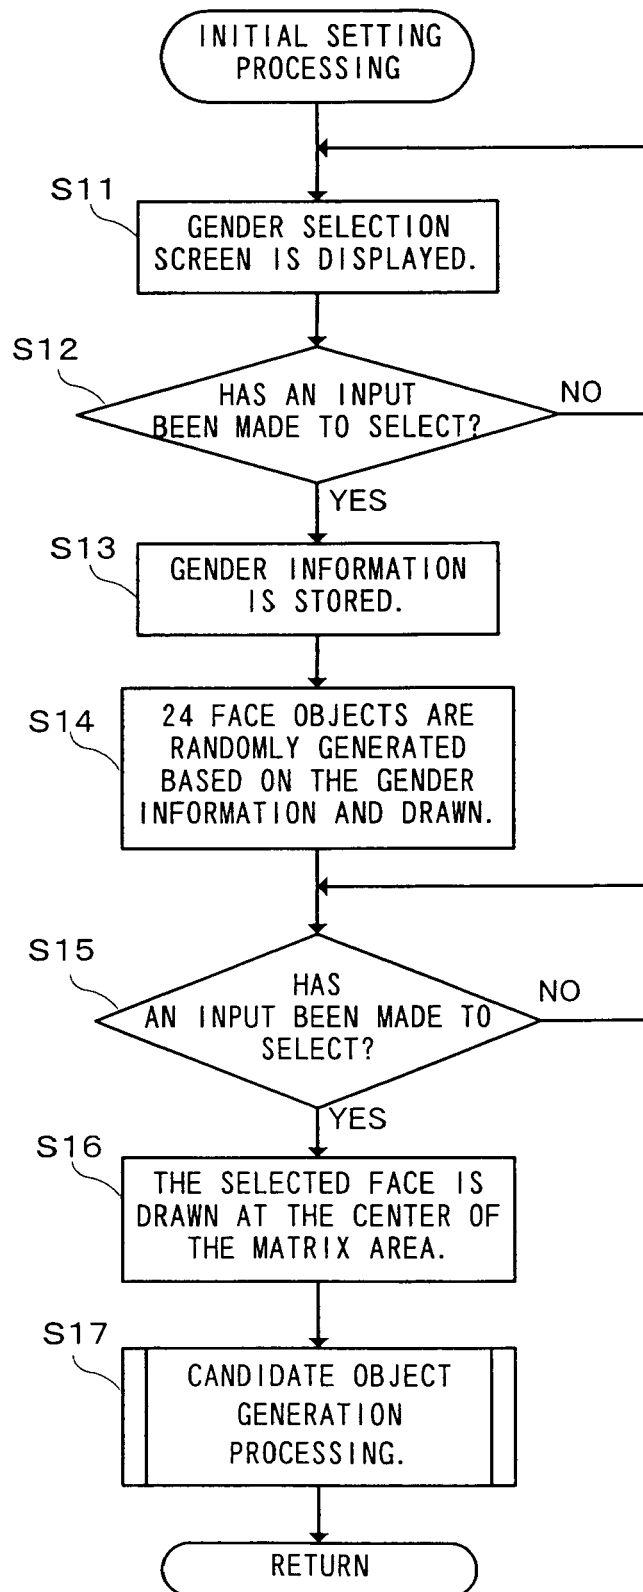 INITIAL SETTING
PROCESSING
S11
GENDER SELECTION
SCREEN IS DISPLAYED.
S12
HAS AN INPUT
BEEN MADE TO SELECT?
NO
YES
S13
GENDER INFORMATION
IS STORED.
S14
24 FACE OBJECTS ARE
RANDOMLY GENERATED
BASED ON THE GENDER
INFORMATION AND DRAWN.
S15
HAS
AN INPUT BEEN MADE TO
SELECT?
NO
YES
S16
THE SELECTED FACE IS
DRAWN AT THE CENTER OF
THE MATRIX AREA.
S17
CANDIDATE OBJECT
GENERATION
PROCESSING.
RETURN